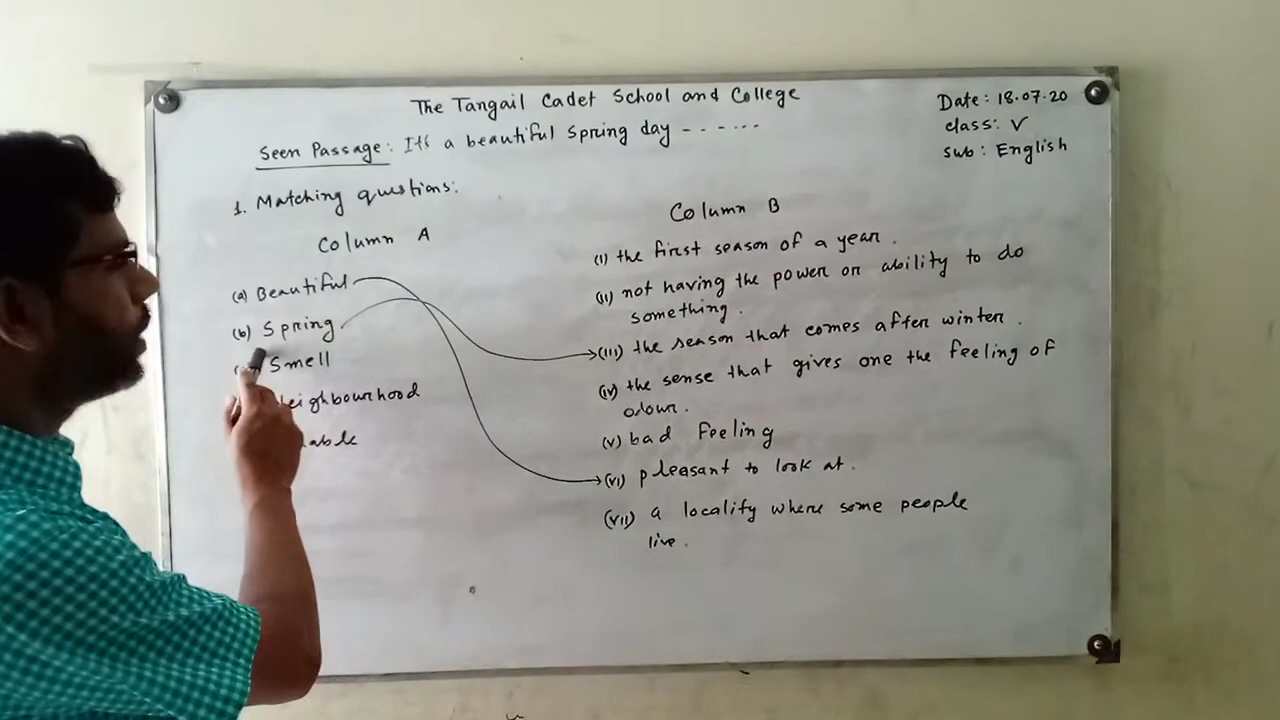 The Tangail Cadet School and College
Date: 18.07.20
class: V
sub: English
Seen Passage: It's a beautiful Spring day - - - ...
1. Matching questions:
Column A
Column B
(a) Beautiful
(b) Spring
Smell
eighbourhood
(i) the first season of a year.
(ii) not having the power or ability to do
something.
(iii) the season that comes after winter.
(iv) the sense that gives one the feeling of
odour.
(v) bad feeling
(vi) pleasant to look at.
(vii) a locality where some people
live.